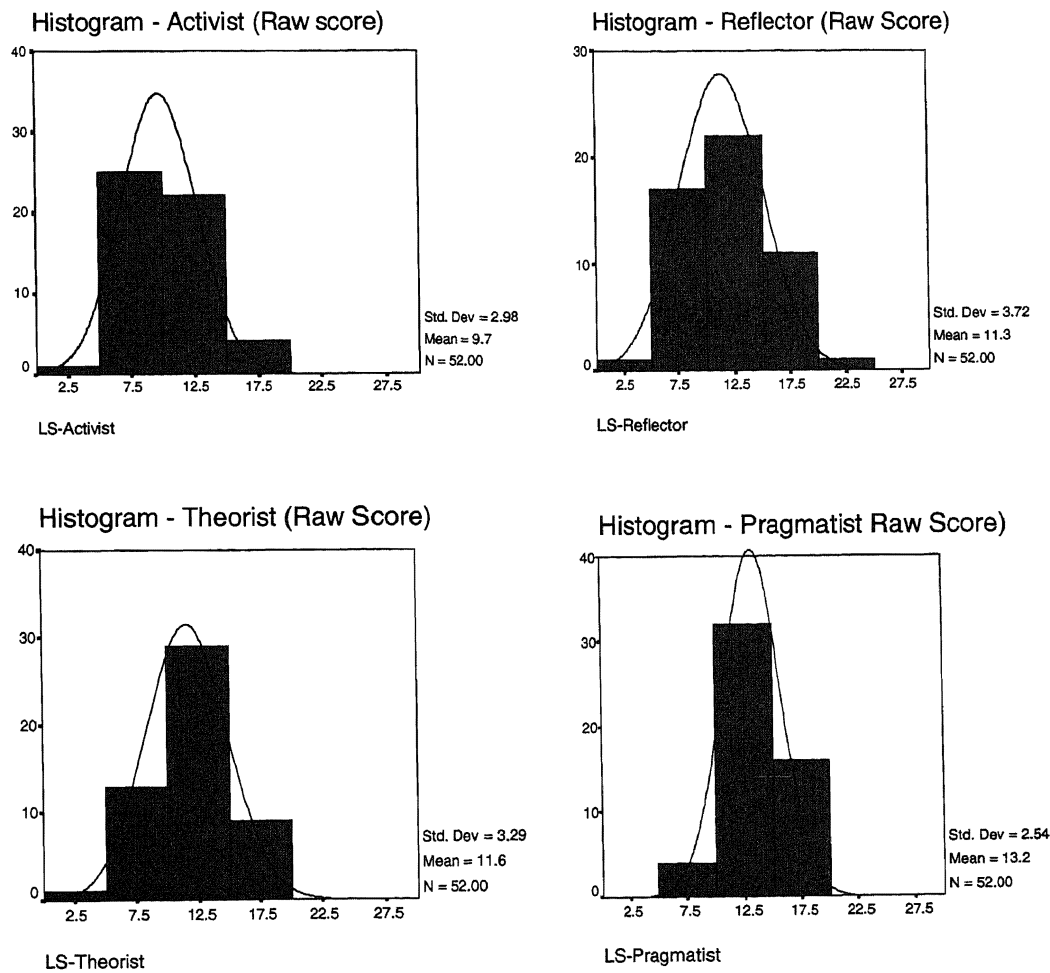 Histogram - Activist (Raw score)
40
30
20
10
0
2.5 7.5 12.5 17.5 22.5 27.5
Std. Dev = 2.98
Mean = 9.7
N = 52.00
LS-Activist
Histogram - Reflector (Raw Score)
30
20
10
0
2.5 7.5 12.5 17.5 22.5 27.5
Std. Dev = 3.72
Mean = 11.3
N = 52.00
LS-Reflector
Histogram - Theorist (Raw Score)
40
30
20
10
0
2.5 7.5 12.5 17.5 22.5 27.5
Std. Dev = 3.29
Mean = 11.6
N = 52.00
LS-Theorist
Histogram - Pragmatist Raw Score)
40
30
20
10
0
2.5 7.5 12.5 17.5 22.5 27.5
Std. Dev = 2.54
Mean = 13.2
N = 52.00
LS-Pragmatist